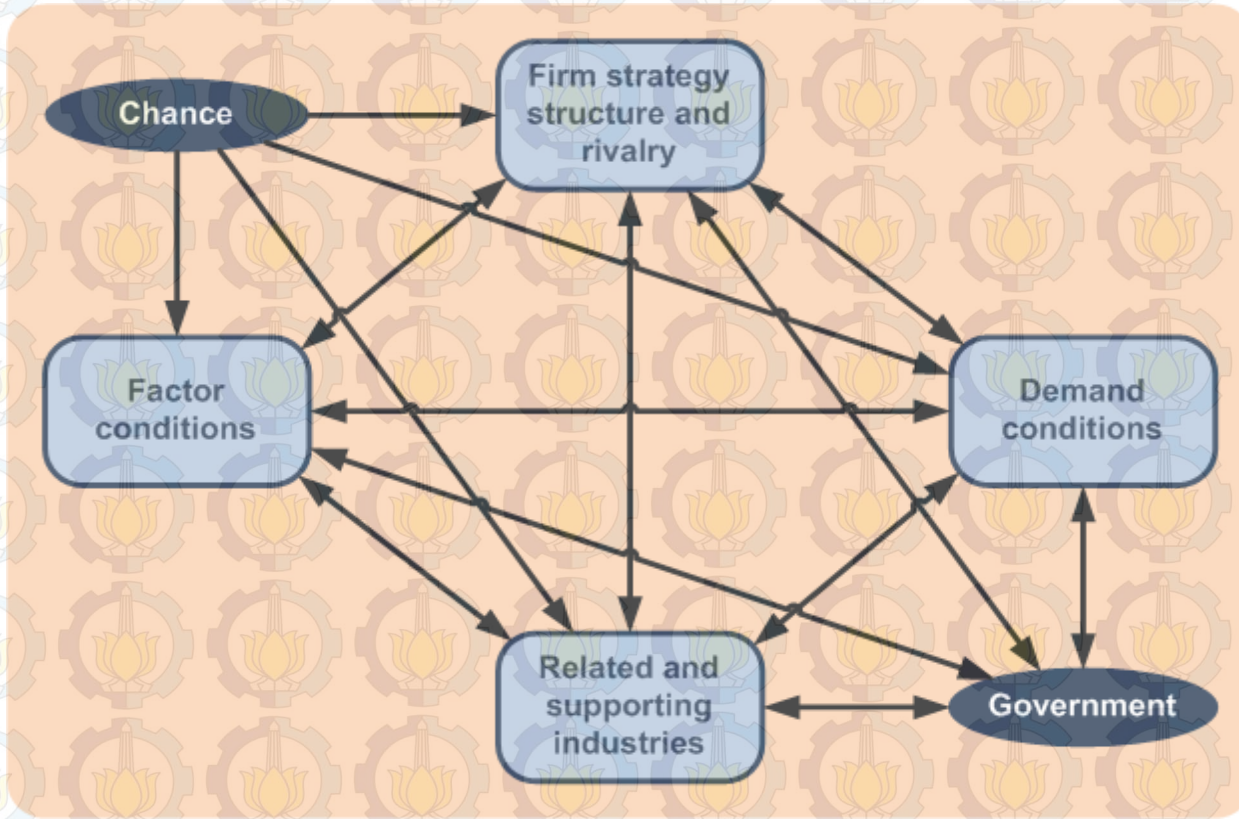 Chance
Firm strategy
structure and
rivalry
Factor
conditions
Demand
conditions
Related and
supporting
industries
Government